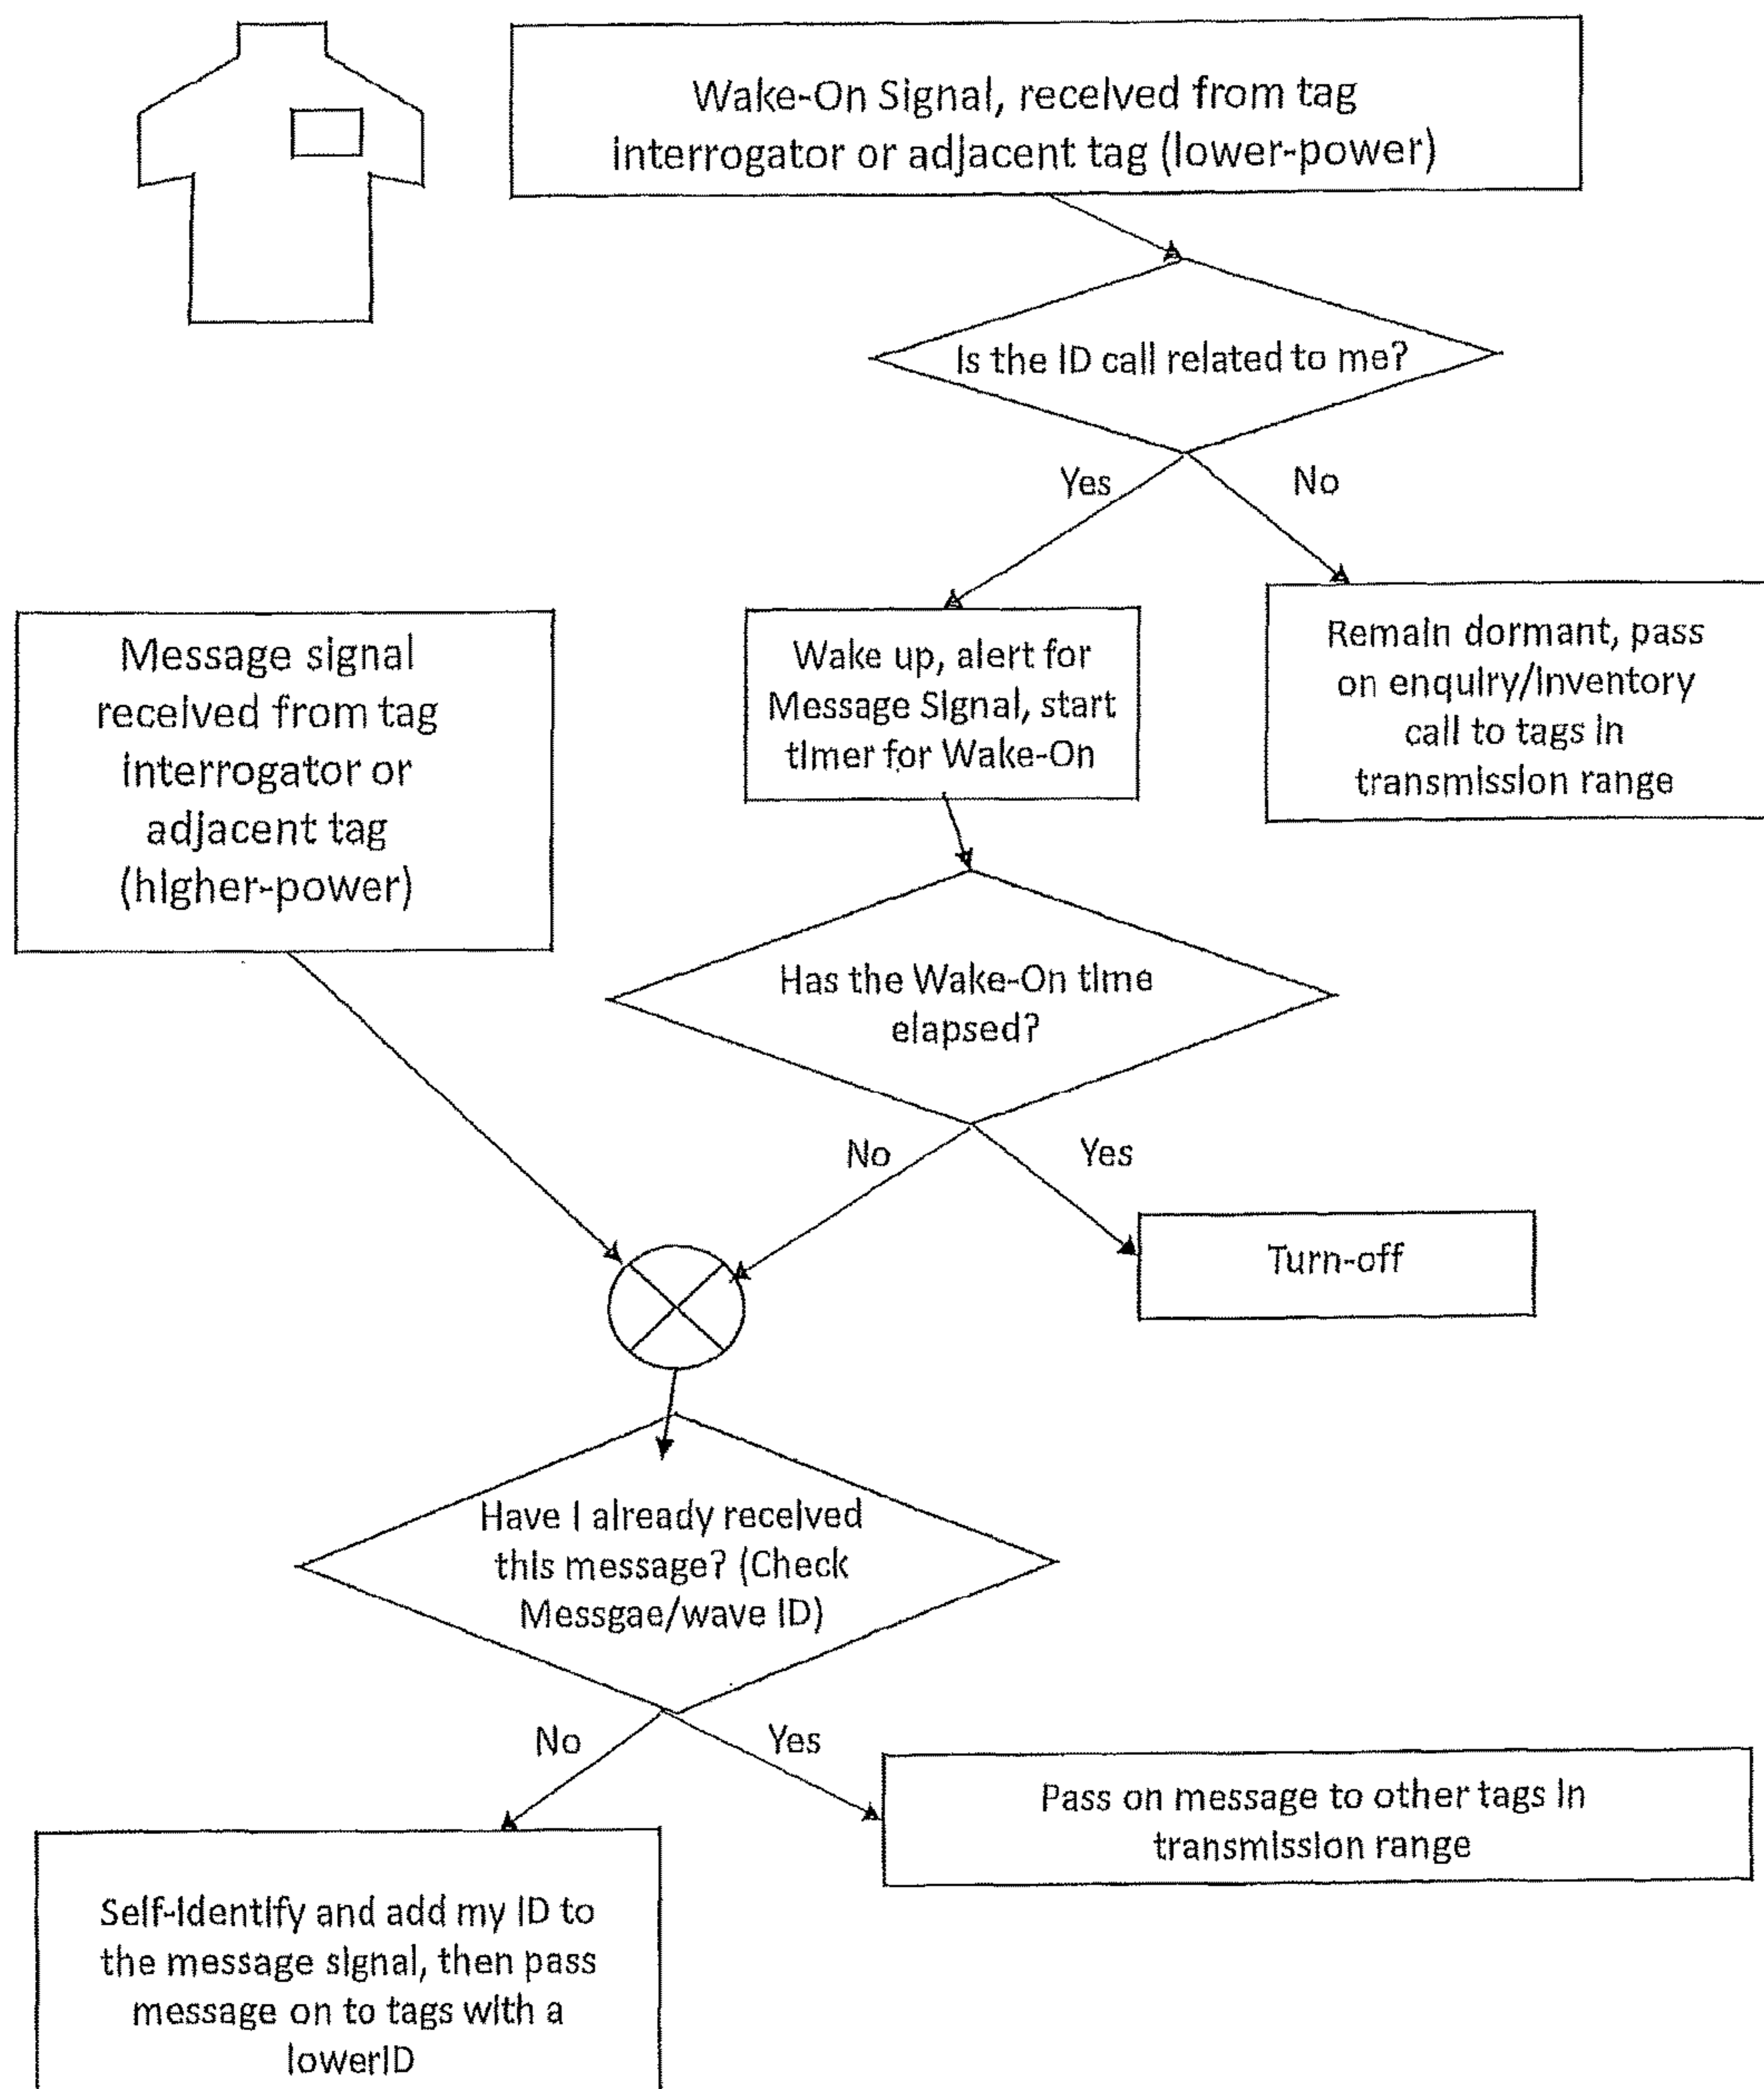 Wake-On Signal, received from tag
interrogator or adjacent tag (lower-power)
Is the ID call related to me?
Yes
No
Message signal
received from tag
interrogator or
adjacent tag
(higher-power)
Wake up, alert for
Message Signal, start
timer for Wake-On
Remain dormant, pass
on enquiry/inventory
call to tags in
transmission range
Has the Wake-On time
elapsed?
No
Yes
Turn-off
Have I already received
this message? (Check
Messgae/wave ID)
No
Yes
Pass on message to other tags in
transmission range
Self-identify and add my ID to
the message signal, then pass
message on to tags with a
lowerID